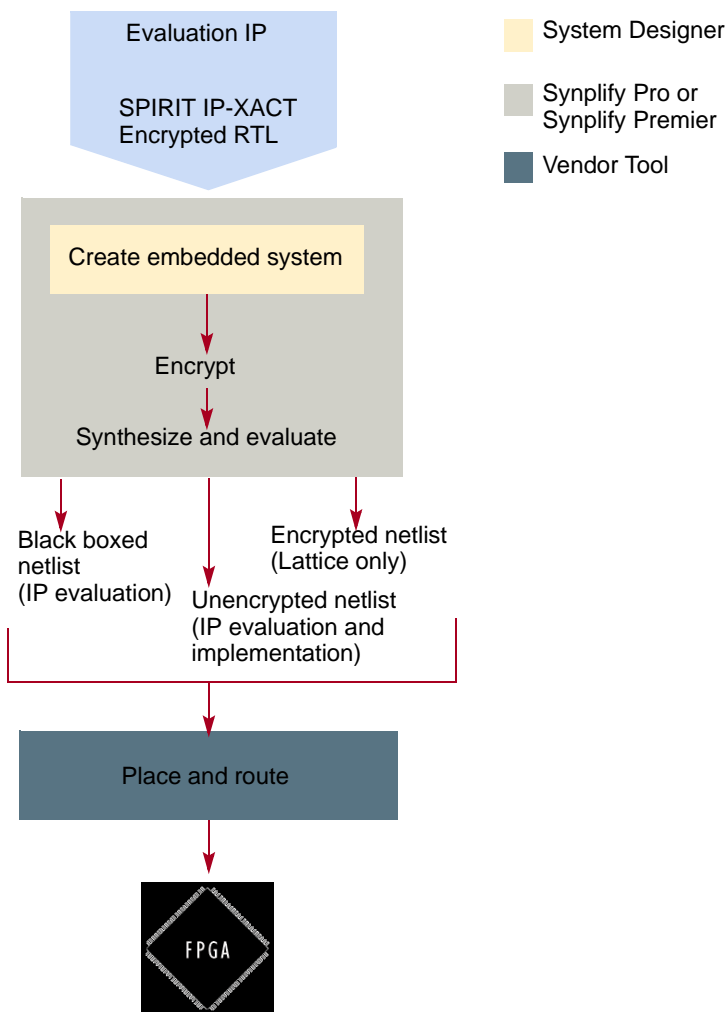 Evaluation IP
SPIRIT IP-XACT
Encrypted RTL
System Designer
Synplify Pro or
Synplify Premier
Vendor Tool
Create embedded system
Encrypt
Synthesize and evaluate
Black boxed
netlist
(IP evaluation)
Unencrypted netlist
(IP evaluation and
implementation)
Encrypted netlist
(Lattice only)
Place and route
FPGA